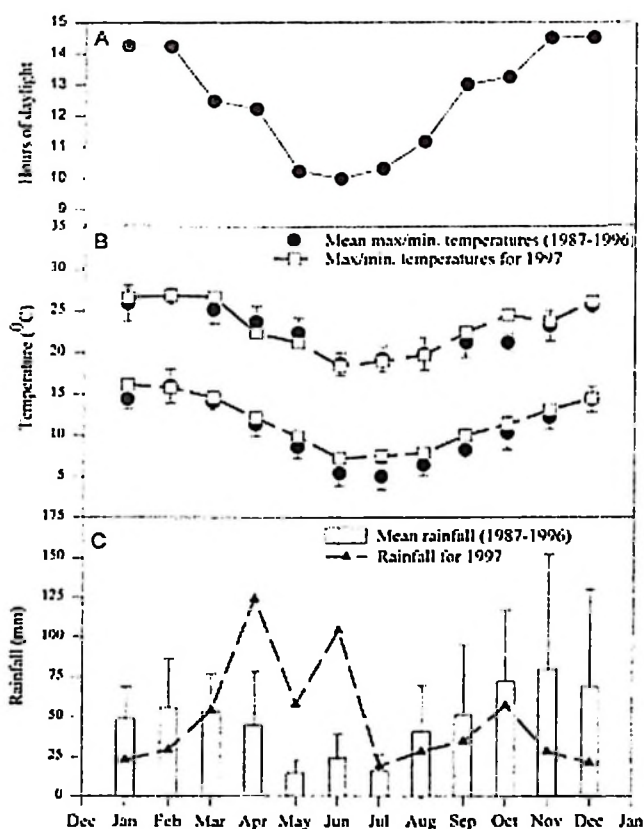 15
A
14
13
12
11
10
9
Hours of daylight
35
B
Mean max/min. temperatures (1987-1996)
Max/min. temperatures for 1997
30
25
20
15
10
5
Temperature (0C)
175
C
Mean rainfall (1987-1996)
Rainfall for 1997
150
125
100
75
50
25
0
Rainfall (mm)
Dec Jan Feb Mar Apr May Jun Jul Aug Sep Oct Nov Dec Jan